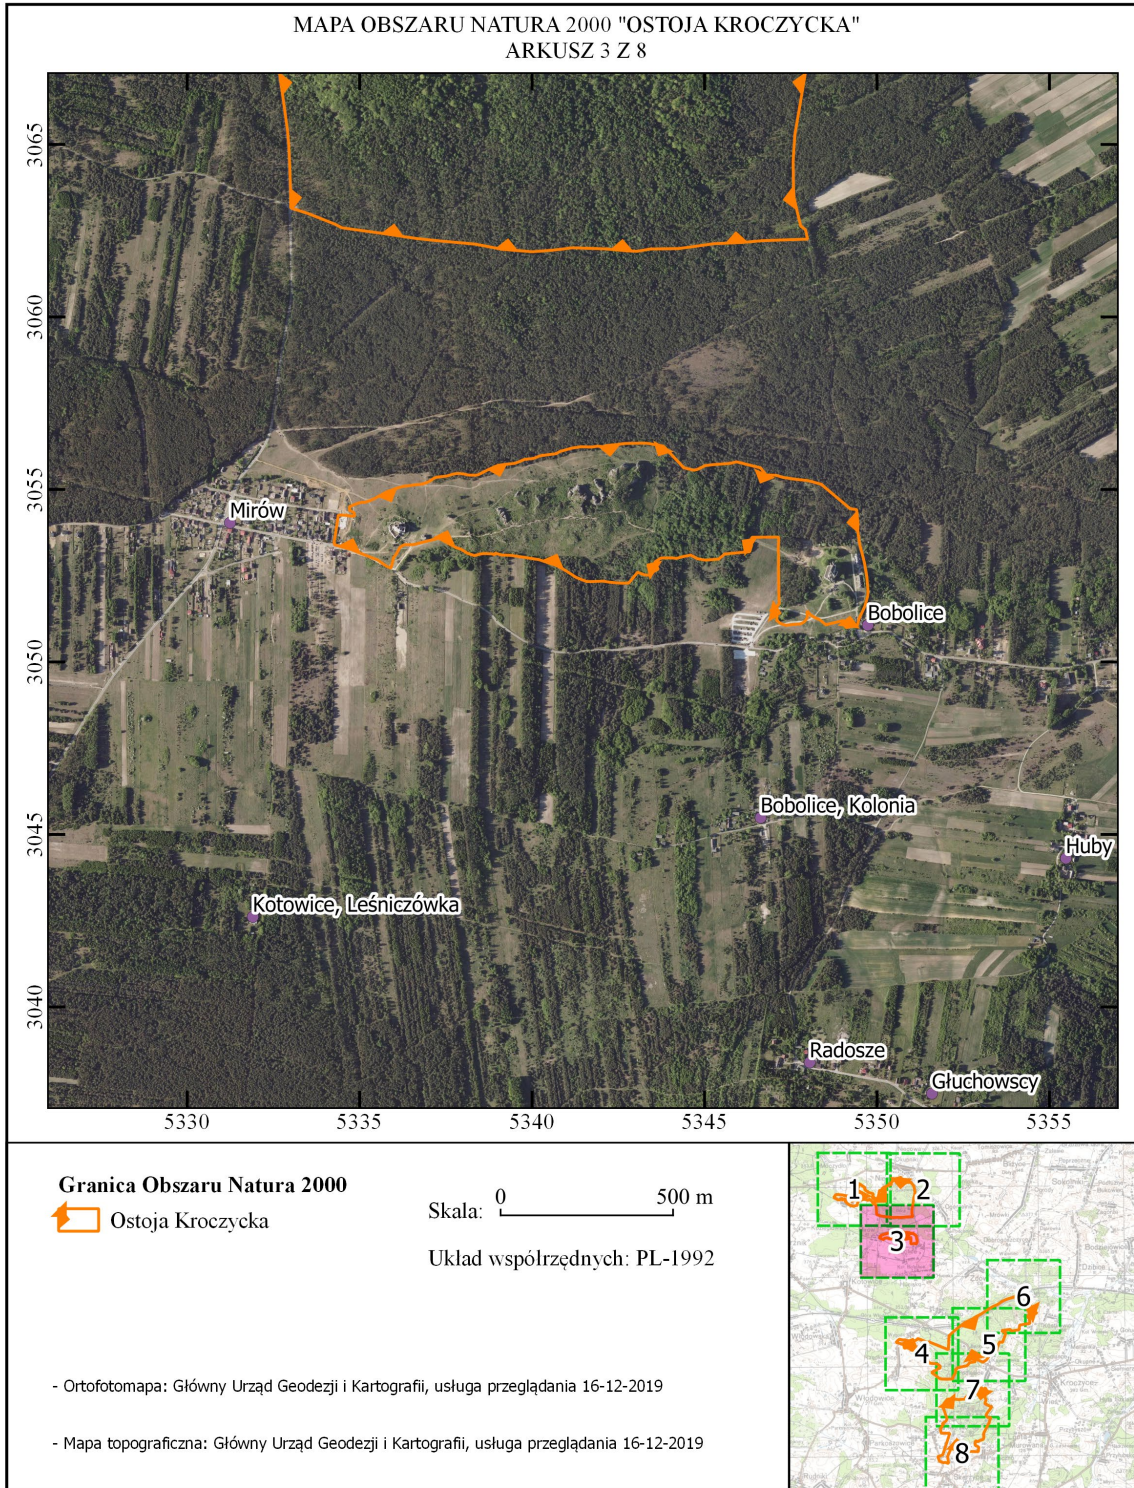 MAPA OBSZARU NATURA 2000 "OSTOJA KROCZYCKA"
ARKUSZ 3 Z 8
3065
3060
3055
3050
3045
3040
Mirów
Bobolice
Bobolice, Kolonia
Huby
Kotowice, Leśniczówka
Radosze
Głuchowscy
5330
5335
5340
5345
5350
5355
Granica Obszaru Natura 2000
Ostoja Kroczycka
Skala:
0
500 m
Układ współrzędnych: PL-1992
- Ortofotomapa: Główny Urząd Geodezji i Kartografii, usługa przeglądania 16-12-2019
- Mapa topograficzna: Główny Urząd Geodezji i Kartografii, usługa przeglądania 16-12-2019
1
2
3
6
4
5
7
8